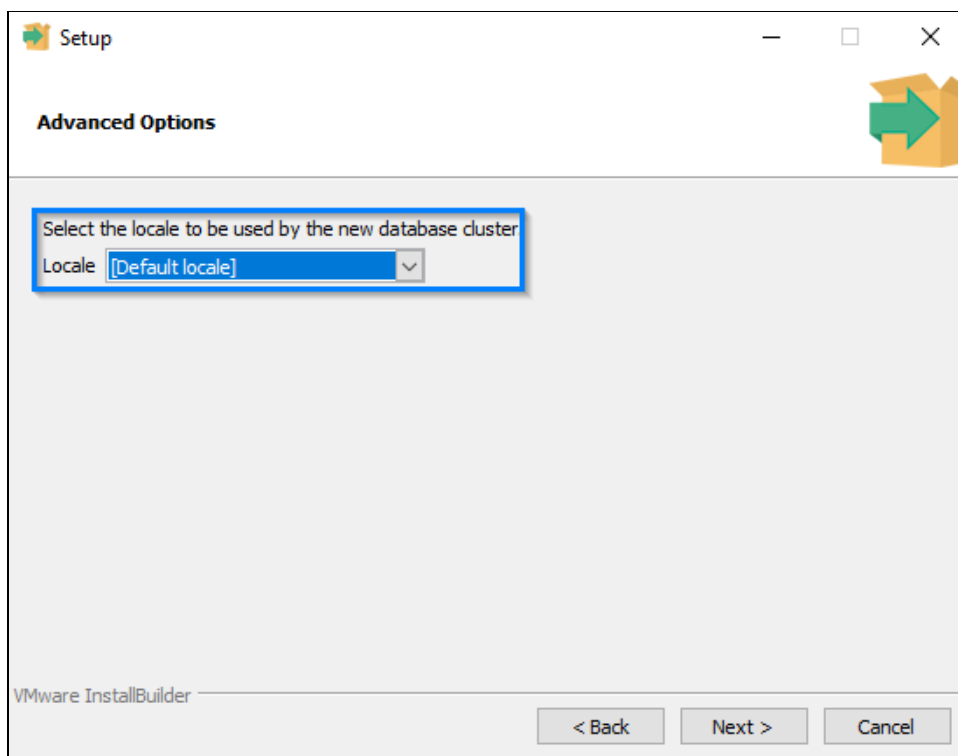 Setup
Advanced Options
Select the locale to be used by the new database cluster.
Locale [Default locale]
VMware InstallBuilder
< Back Next > Cancel